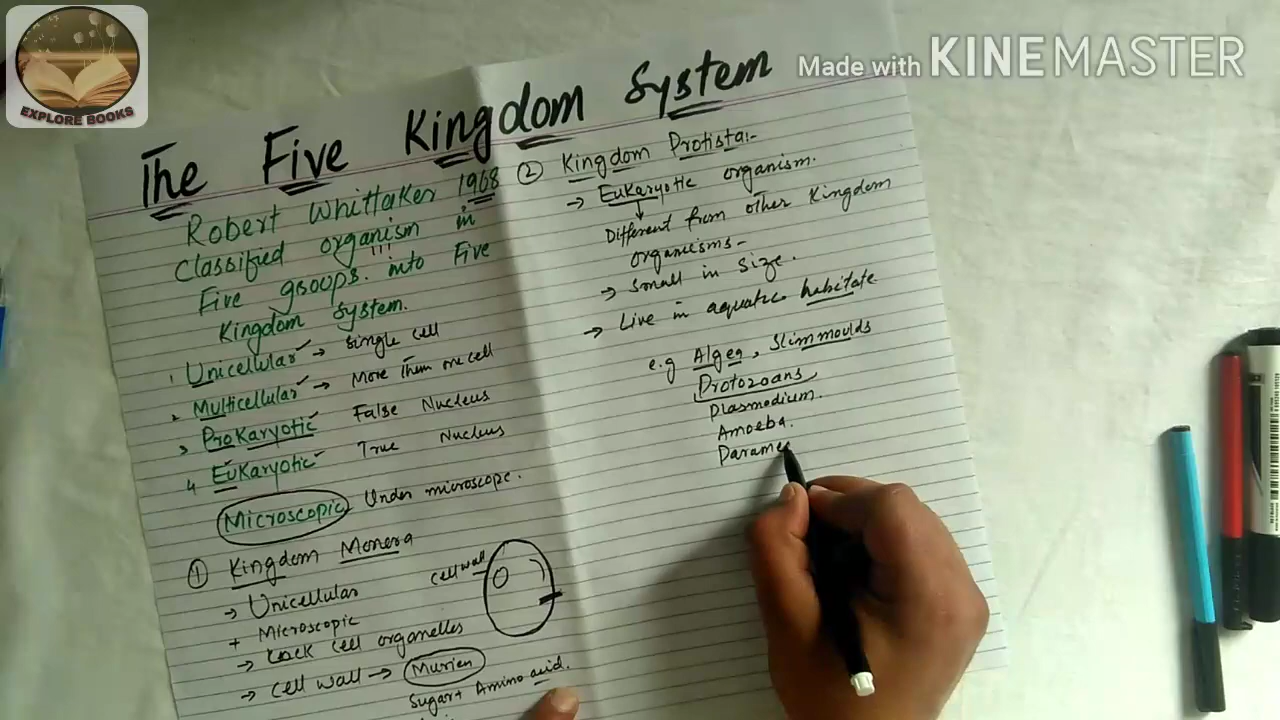 EXPLORE BOOKS
Made with KINEMASTER
The Five Kingdom System
Robert Whittaker 1968
Classified organism in
Five groups. into Five
Kingdom System.
1 Unicellular → Single cell
2 Multicellular → More Them one cell
3 ProKaryotic False Nucleus
4 EuKaryotic True Nucleus
Microscopic Under microscope.
① Kingdom Monera
→ Unicellular
+ Microscopic
→ Lack cell organelles
→ Cell wall → Murien
Sugar+ Amino acid.
cell wall
② Kingdom Protista:-
→ EuKaryotic organism.
Different from other Kingdom
organiesms-
→ Small in Size.
→ Live in aquatic habitate
e.g Algea, Slimmoulds
Protozoans,
Plasmodium.
Amoeba.
Parame